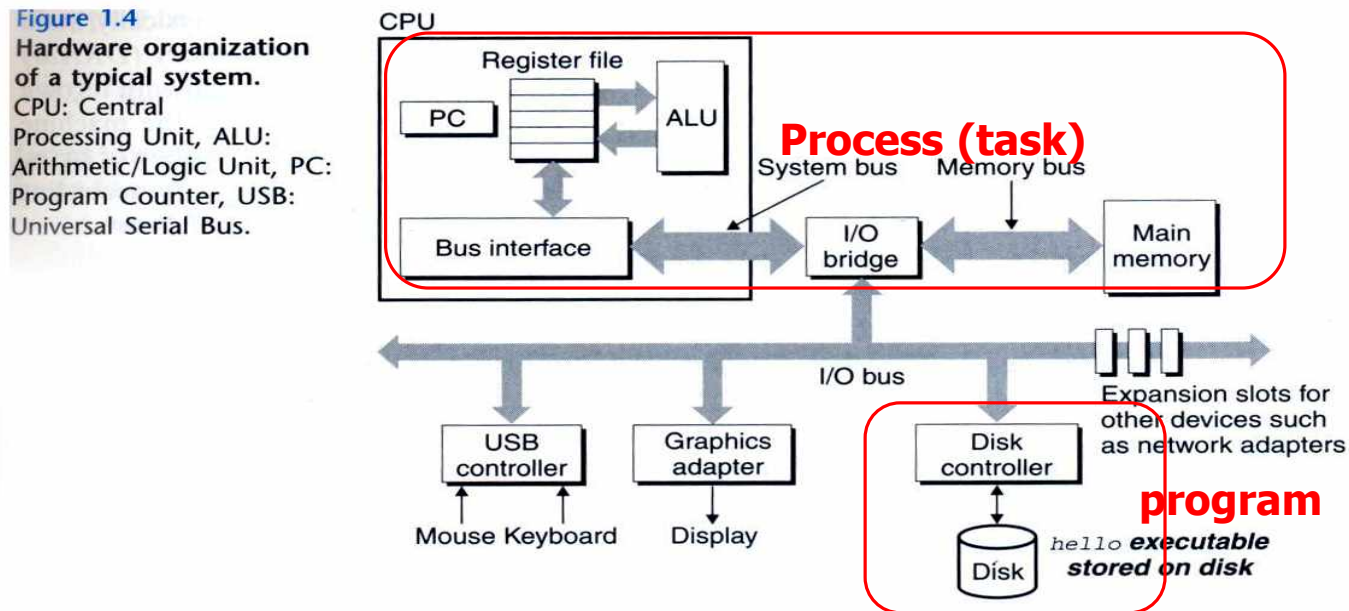 Figure 1.4
Hardware organization
of a typical system.
CPU: Central
Processing Unit, ALU:
Arithmetic/Logic Unit, PC:
Program Counter, USB:
Universal Serial Bus.
CPU
Register file
PC
ALU
Process (task)
System bus
Memory bus
Bus interface
I/O
bridge
Main
memory
I/O bus
Expansion slots for
other devices such
as network adapters
USB
controller
Graphics
adapter
Disk
controller
program
Mouse Keyboard
Display
Disk
hello executable
stored on disk